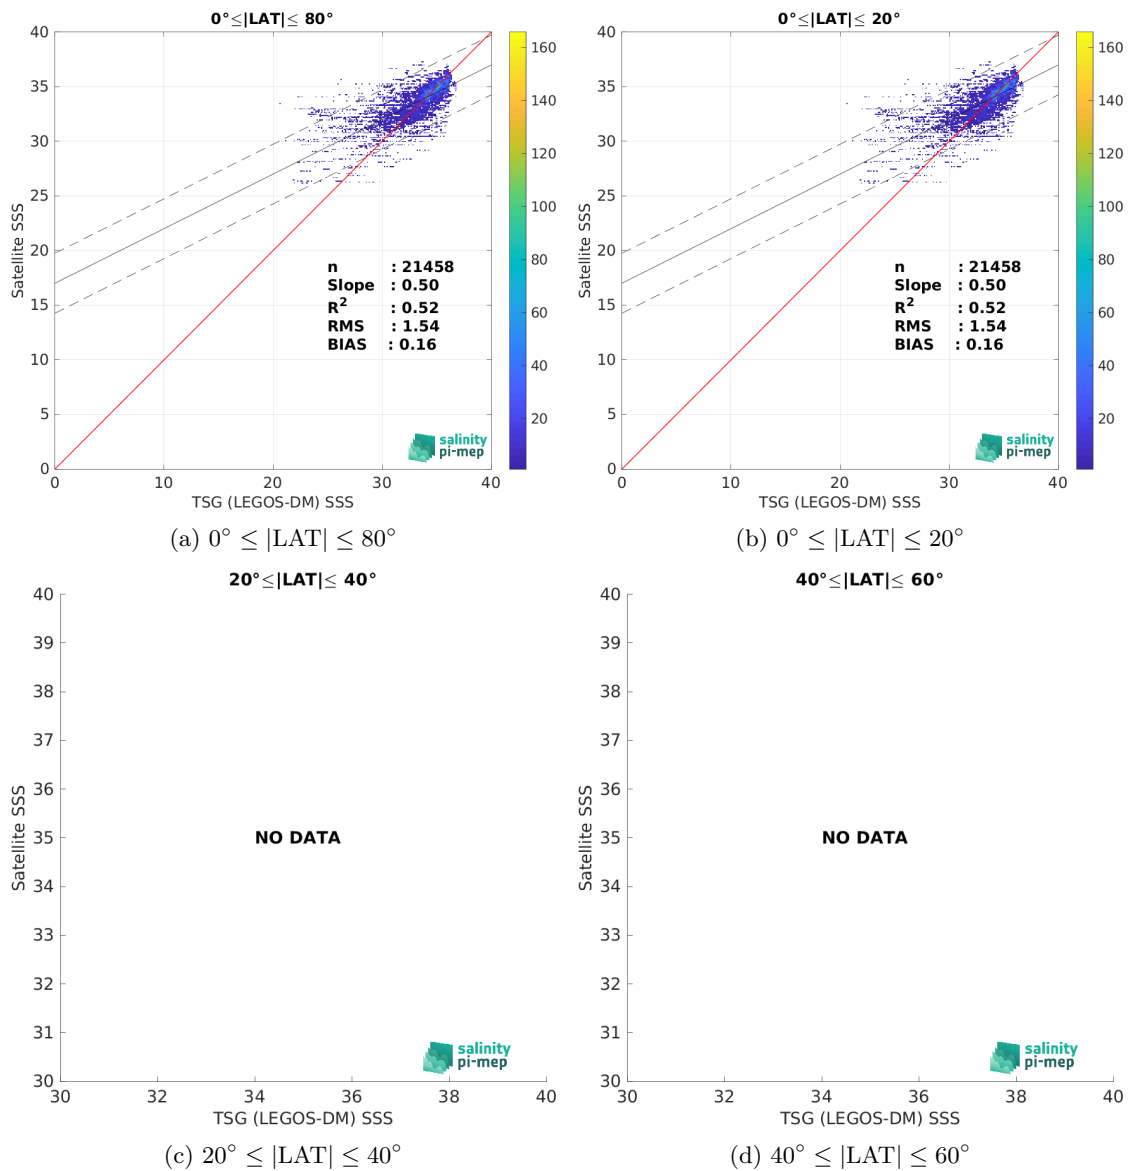 0°≤|LAT|≤ 80°
40
35
30
25
20
15
10
5
0
Satellite SSS
0
10
20
30
40
TSG (LEGOS-DM) SSS
160
140
120
100
80
60
40
20
n : 21458
Slope : 0.50
R² : 0.52
RMS : 1.54
BIAS : 0.16
salinity
pi-mep
(a) 0° ≤ |LAT| ≤ 80°
0°≤|LAT|≤ 20°
40
35
30
25
20
15
10
5
0
Satellite SSS
0
10
20
30
40
TSG (LEGOS-DM) SSS
160
140
120
100
80
60
40
20
n : 21458
Slope : 0.50
R² : 0.52
RMS : 1.54
BIAS : 0.16
salinity
pi-mep
(b) 0° ≤ |LAT| ≤ 20°
20°≤|LAT|≤ 40°
40
39
38
37
36
35
34
33
32
31
30
Satellite SSS
NO DATA
salinity
pi-mep
30
32
34
36
38
40
TSG (LEGOS-DM) SSS
(c) 20° ≤ |LAT| ≤ 40°
40°≤|LAT|≤ 60°
40
39
38
37
36
35
34
33
32
31
30
Satellite SSS
NO DATA
salinity
pi-mep
30
32
34
36
38
40
TSG (LEGOS-DM) SSS
(d) 40° ≤ |LAT| ≤ 60°